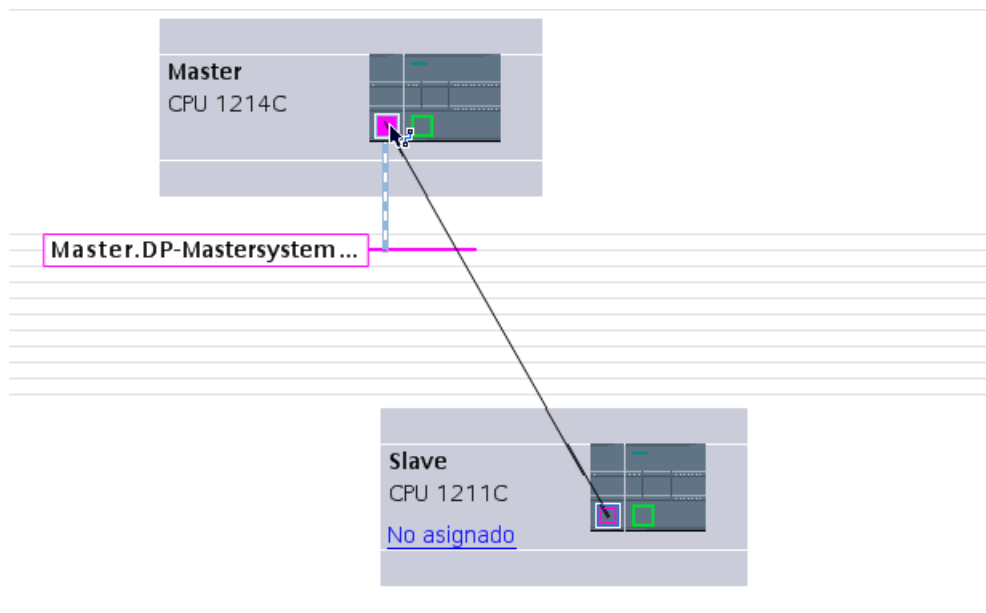 Master
CPU 1214C
Master.DP-Mastersystem...
Slave
CPU 1211C
No asignado